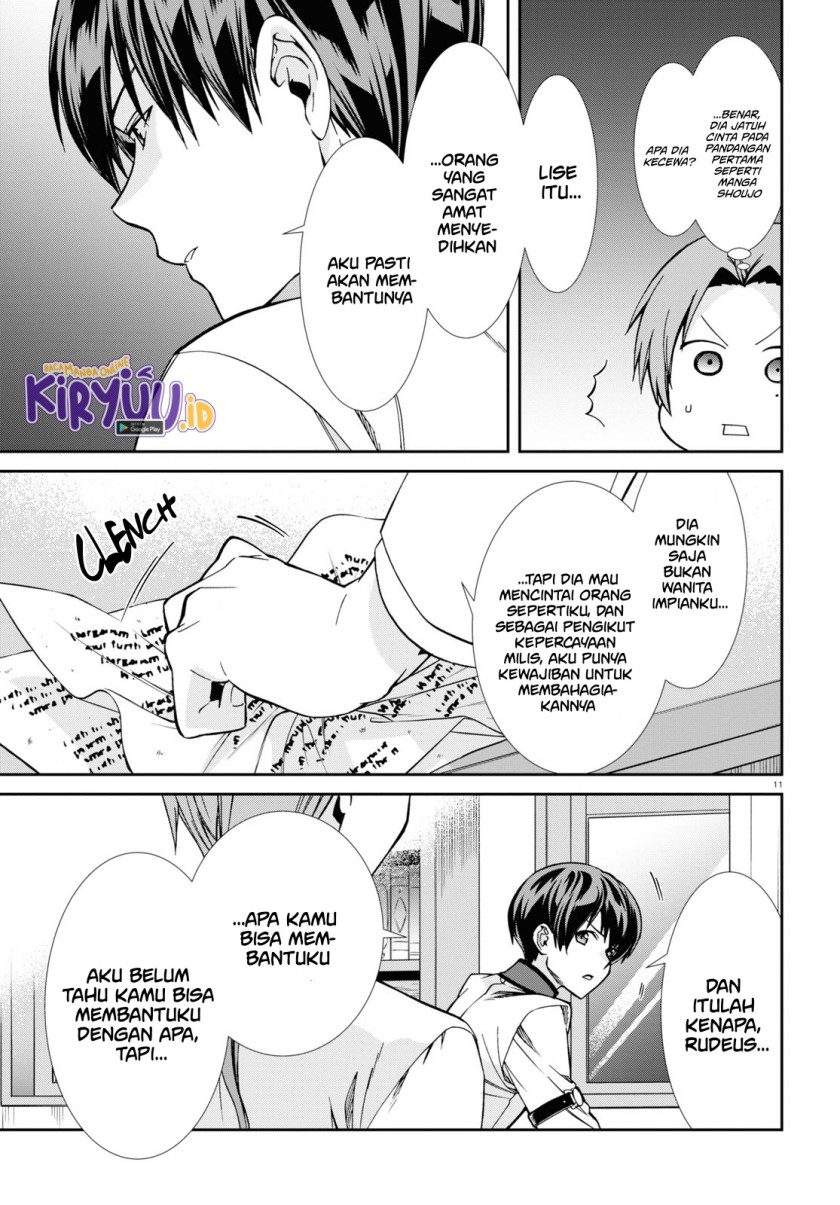 ...BENAR,
DIA JATUH
CINTA PADA
PANDANGAN
PERTAMA
SEPERTI
MANGA
SHOUJO
APA DIA
KECEWA?
LISE
ITU...
...ORANG
YANG
SANGAT
AMAT
MENYE-
DIHKAN
AKU PASTI
AKAN MEM-
BANTUNYA
BACA MANGA ONLINE
KIRYUU.iD
Google Play
DIA
MUNGKIN
SAJA
BUKAN
WANITA
IMPIANKU...
...TAPI DIA MAU
MENCINTAI ORANG
SEPERTIKU, DAN
SEBAGAI PENGIKUT
KEPERCAYAAN
MILIS, AKU PUNYA
KEWAJIBAN UNTUK
MEMBAHAGIA-
KANNYA
CLENCH
11
DAN
ITULAH
KENAPA,
RUDEUS...
...APA KAMU
BISA MEM-
BANTUKU
AKU BELUM
TAHU KAMU BISA
MEMBANTUKU
DENGAN APA,
TAPI...